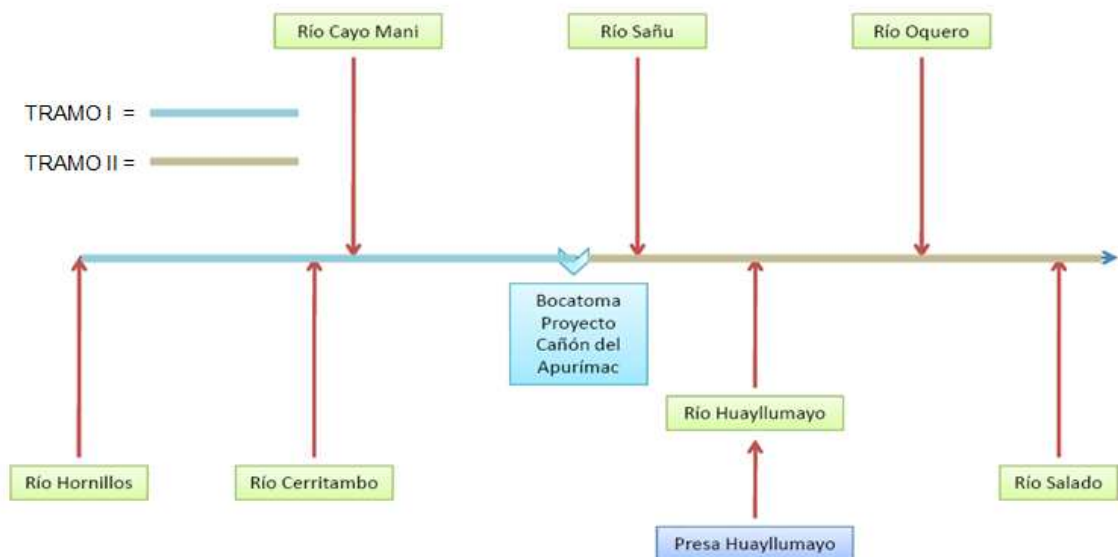 Río Cayo Mani
Río Sañu
Río Oquero
TRAMO I =
TRAMO II =
Bocatoma
Proyecto
Cañón del
Apurímac
Río Huayllumayo
Río Hornillos
Río Cerritambo
Río Salado
Presa Huayllumayo